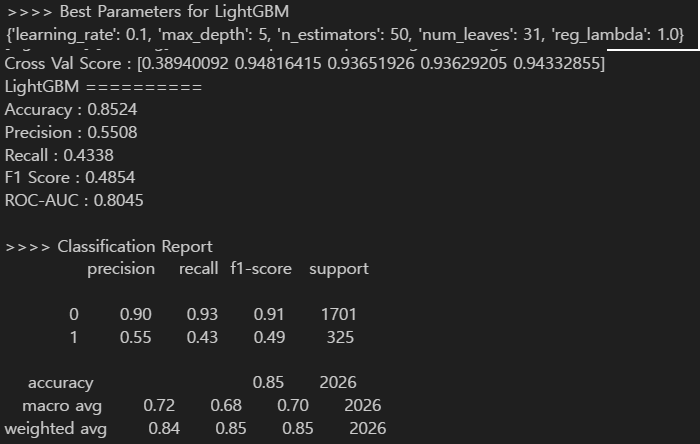 >>>> Best Parameters for LightGBM
{'learning_rate': 0.1, 'max_depth': 5, 'n_estimators': 50, 'num_leaves': 31, 'reg_lambda': 1.0}
Cross Val Score : [0.38940092 0.94816415 0.93651926 0.93629205 0.94332855]
LightGBM ==========
Accuracy : 0.8524
Precision : 0.5508
Recall : 0.4338
F1 Score : 0.4854
ROC-AUC : 0.8045
>>>> Classification Report
precision recall f1-score support
0 0.90 0.93 0.91 1701
1 0.55 0.43 0.49 325
accuracy 0.85 2026
macro avg 0.72 0.68 0.70 2026
weighted avg 0.84 0.85 0.85 2026